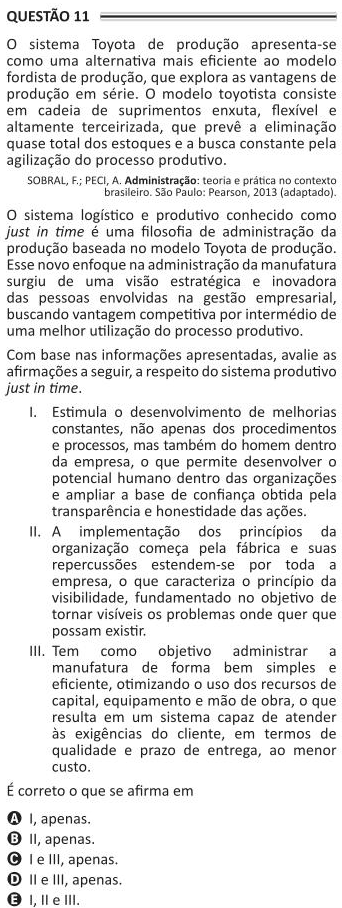 QUESTÃO 11
O sistema Toyota de produção apresenta-se
como uma alternativa mais eficiente ao modelo
fordista de produção, que explora as vantagens de
produção em série. O modelo toyotista consiste
em cadeia de suprimentos enxuta, flexível e
altamente terceirizada, que prevê a eliminação
quase total dos estoques e a busca constante pela
agilização do processo produtivo.
SOBRAL, F.; PECI, A. Administração: teoria e prática no contexto
brasileiro. São Paulo: Pearson, 2013 (adaptado).
O sistema logístico e produtivo conhecido como
just in time é uma filosofia de administração da
produção baseada no modelo Toyota de produção.
Esse novo enfoque na administração da manufatura
surgiu de uma visão estratégica e inovadora
das pessoas envolvidas na gestão empresarial,
buscando vantagem competitiva por intermédio de
uma melhor utilização do processo produtivo.
Com base nas informações apresentadas, avalie as
afirmações a seguir, a respeito do sistema produtivo
just in time.
I. Estimula o desenvolvimento de melhorias
constantes, não apenas dos procedimentos
e processos, mas também do homem dentro
da empresa, o que permite desenvolver o
potencial humano dentro das organizações
e ampliar a base de confiança obtida pela
transparência e honestidade das ações.
II. A implementação dos princípios da
organização começa pela fábrica e suas
repercussões estendem-se por toda a
empresa, o que caracteriza o princípio da
visibilidade, fundamentado no objetivo de
tornar visíveis os problemas onde quer que
possam existir.
III. Tem como objetivo administrar a
manufatura de forma bem simples e
eficiente, otimizando o uso dos recursos de
capital, equipamento e mão de obra, o que
resulta em um sistema capaz de atender
às exigências do cliente, em termos de
qualidade e prazo de entrega, ao menor
custo.
É correto o que se afirma em
A I, apenas.
B II, apenas.
C I e III, apenas.
D II e III, apenas.
E I, II e III.